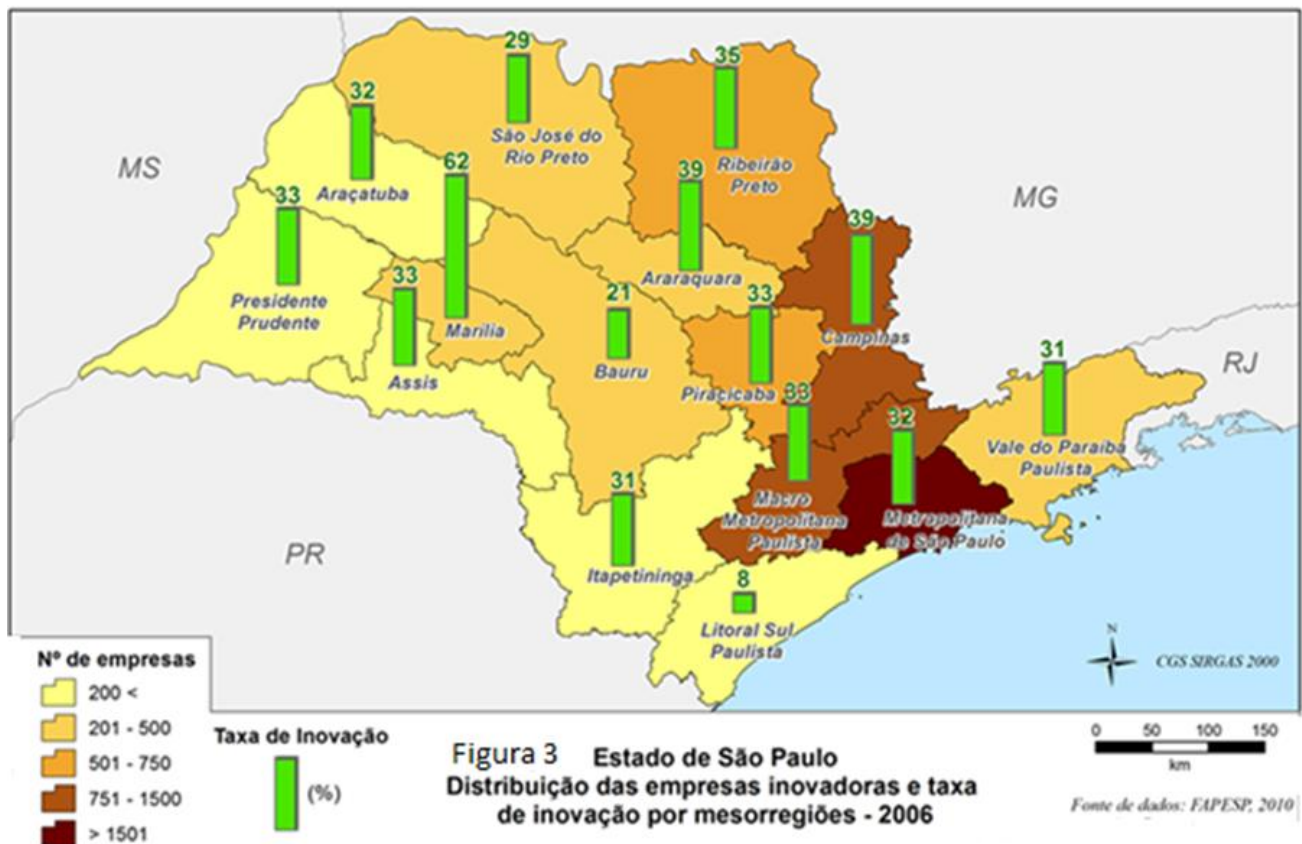 29
35
32
São José do
Rio Preto
Ribeirão
Preto
MS
62
Araçatuba
39
MG
33
39
Araraquara
Presidente
Prudente
33
Marília
21
33
Campinas
Assis
Bauru
Piracicaba
31
RJ
33
32
Vale do Paraíba
Paulista
31
Macro
Metropolitana
Paulista
Metropolitana
de São Paulo
PR
Itapetininga
8
Litoral Sul
Paulista
N
CGS SIRGAS 2000
Nº de empresas
200 <
201 - 500
501 - 750
751 - 1500
> 1501
Taxa de Inovação
(%)
Figura 3 Estado de São Paulo
Distribuição das empresas inovadoras e taxa
de inovação por mesorregiões - 2006
0 50 100 150
km
Fonte de dados: FAPESP, 2010